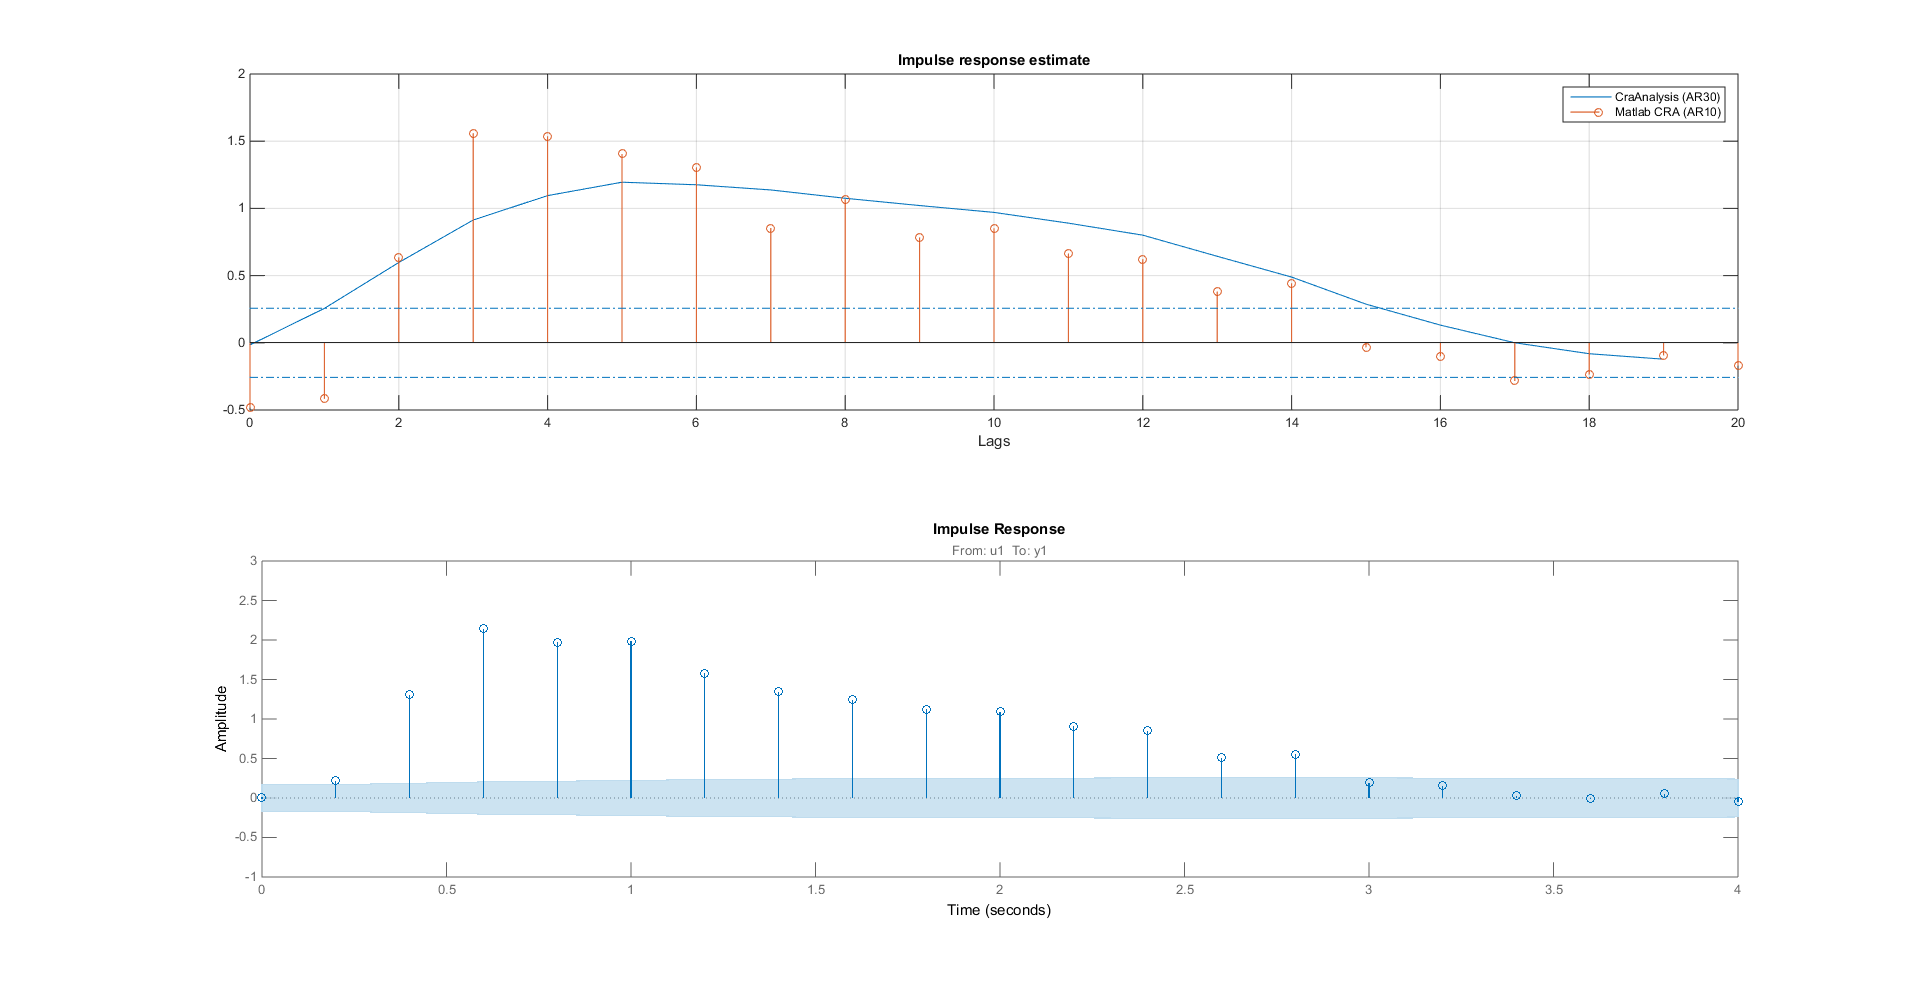 Impulse response estimate
2
1.5
1
0.5
0
-0.5
CraAnalysis (AR30)
Matlab CRA (AR10)
0 2 4 6 8 10 12 14 16 18 20
Lags
Impulse Response
From: u1 To: y1
3
2.5
2
1.5
1
0.5
0
-0.5
-1
Amplitude
0 0.5 1 1.5 2 2.5 3 3.5 4
Time (seconds)